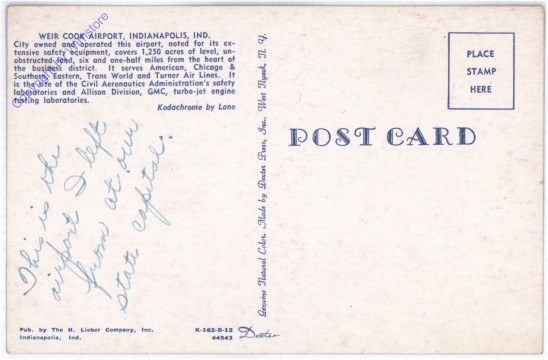 WEIR COOK AIRPORT, INDIANAPOLIS, IND.
City owned and operated this airport, noted for its ex-
tensive safety equipment, covers 1,250 acres of level, un-
obstructed land, six and one-half miles from the heart of
the business district. It serves American, Chicago &
Southern, Eastern, Trans World and Turner Air Lines. It
is the site of the Civil Aeronautics Administration's safety
laboratories and Allison Division, GMC, turbo-jet engine
testing laboratories.
Kodachrome by Lane
This is the
airport I left
from at our
state capital.
Pub. by The H. Lieber Company, Inc.
Indianapolis, Ind.
K-162-D-12
44543
Dexter
Genuine Natural Color. Made by Dexter Press, Inc., West Nyack, N. Y.
POST CARD
PLACE
STAMP
HERE